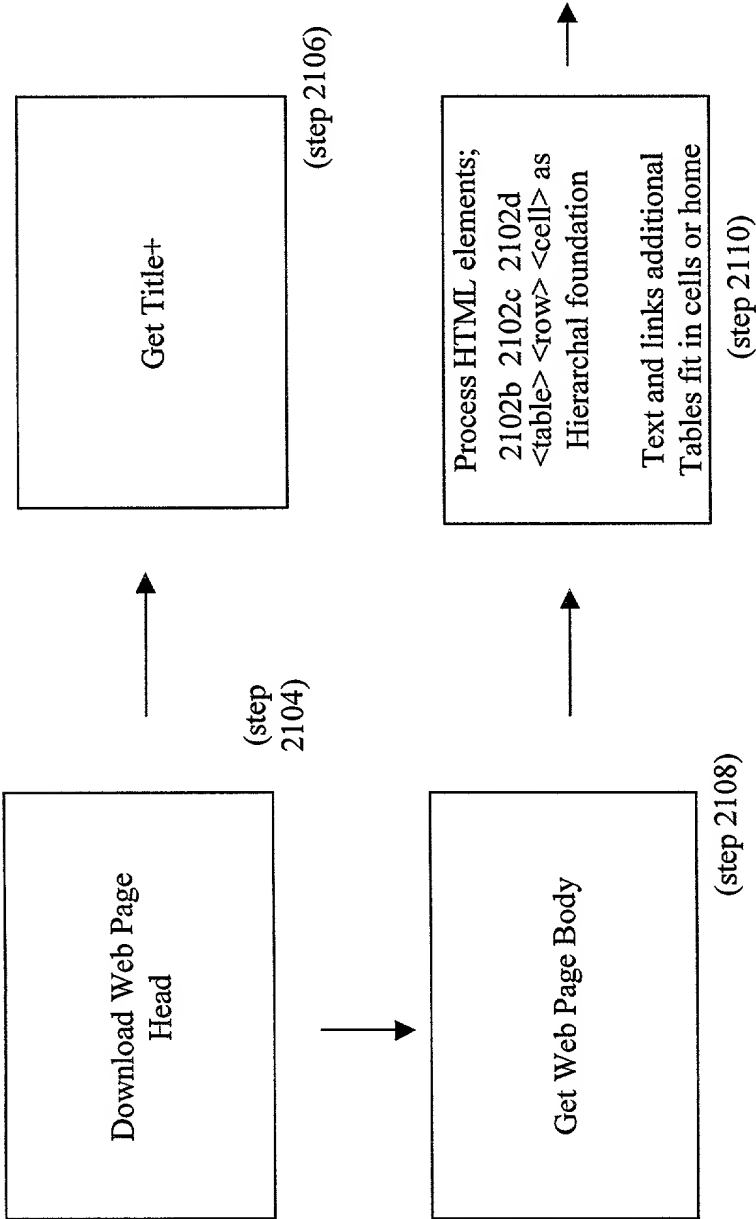 Download Web Page
Head
(step
2104)
Get Title+
(step 2106)
Get Web Page Body
(step 2108)
Process HTML elements;
2102b 2102c 2102d
<table> <row> <cell> as
Hierarchal foundation
Text and links additional
Tables fit in cells or home
(step 2110)